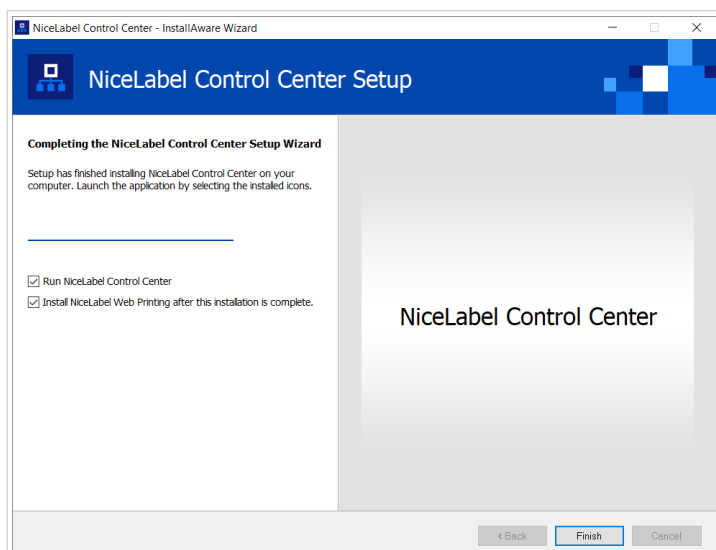 NiceLabel Control Center - InstallAware Wizard
NiceLabel Control Center Setup
Completing the NiceLabel Control Center Setup Wizard
Setup has finished installing NiceLabel Control Center on your
computer. Launch the application by selecting the installed icons.
Run NiceLabel Control Center
Install NiceLabel Web Printing after this installation is complete.
NiceLabel Control Center
< Back
Finish
Cancel